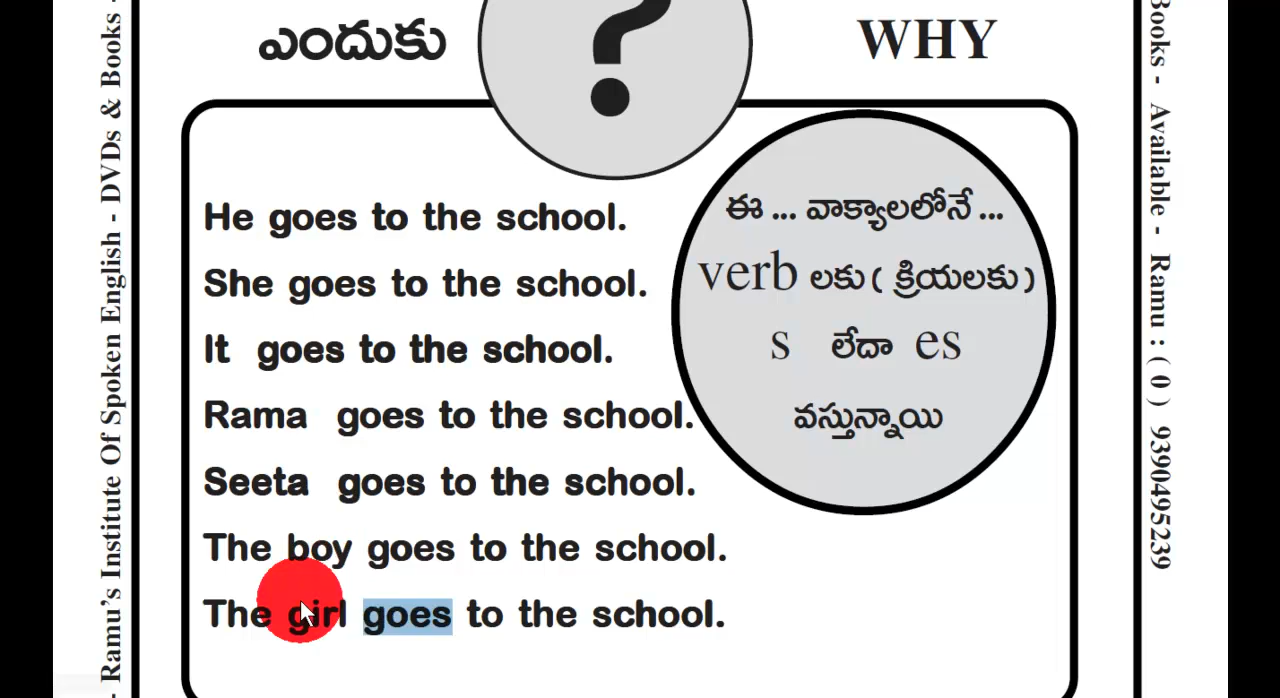 ఎందుకు
?
WHY
He goes to the school.
She goes to the school.
It goes to the school.
Rama goes to the school.
Seeta goes to the school.
The boy goes to the school.
The girl goes to the school.
ఈ ... వాక్యాలలోనే ...
verb లకు ( క్రియలకు )
s లేదా es
వస్తున్నాయి
- Ramu's Institute Of Spoken English - DVDs & Books -
Books - Available - Ramu : ( 0 ) 9390495239